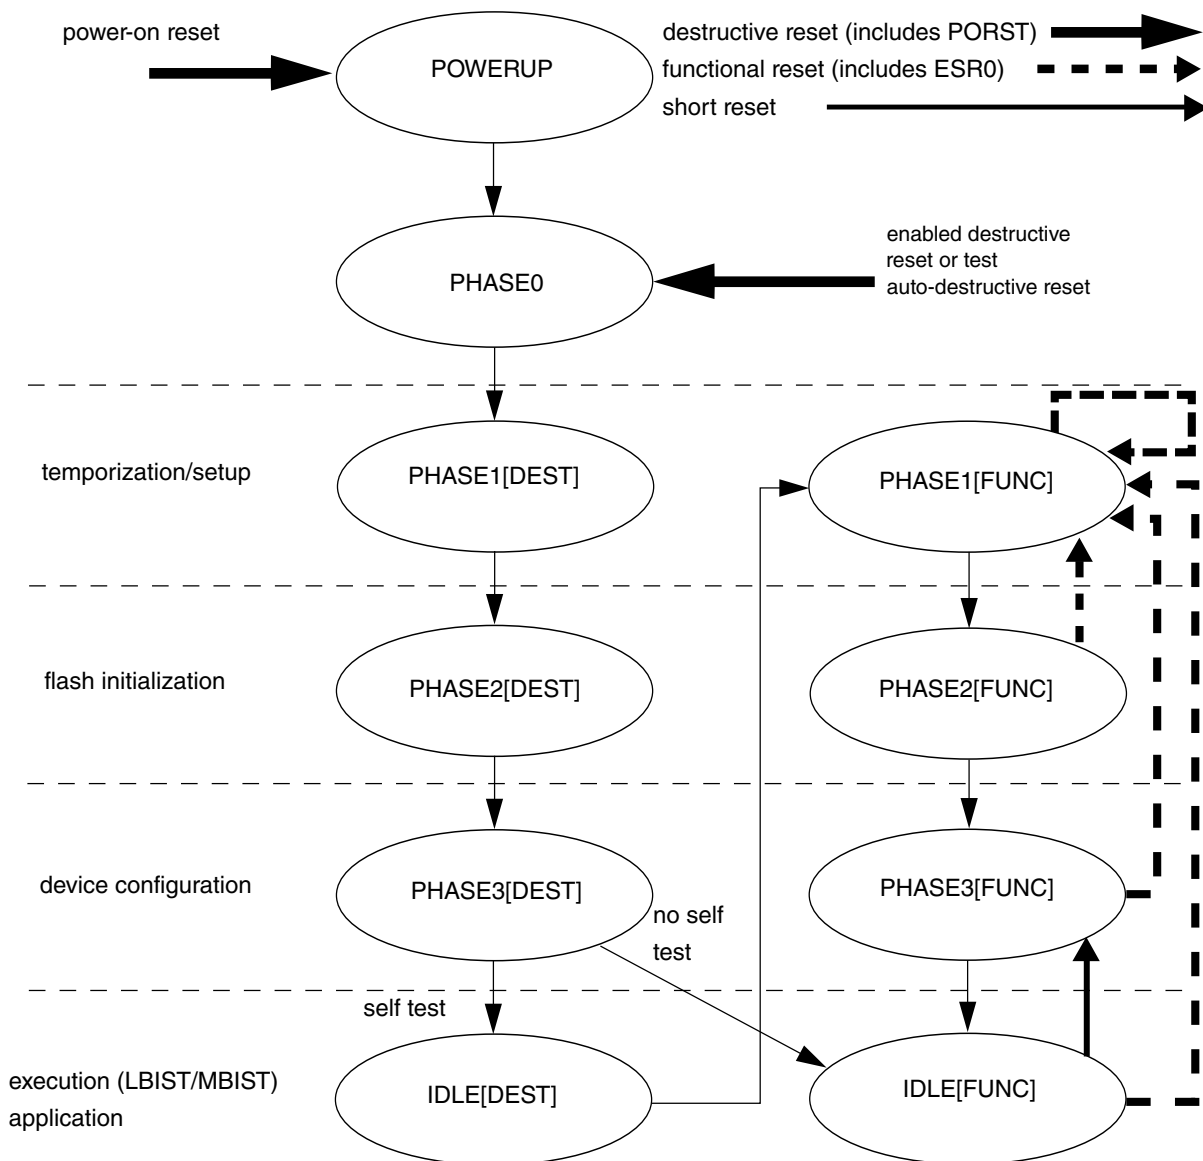 power-on reset
POWERUP
destructive reset (includes PORST)
functional reset (includes ESR0)
short reset
PHASE0
enabled destructive
reset or test
auto-destructive reset
temporization/setup
PHASE1[DEST]
PHASE1[FUNC]
flash initialization
PHASE2[DEST]
PHASE2[FUNC]
device configuration
PHASE3[DEST]
no self
test
PHASE3[FUNC]
self test
execution (LBIST/MBIST)
application
IDLE[DEST]
IDLE[FUNC]